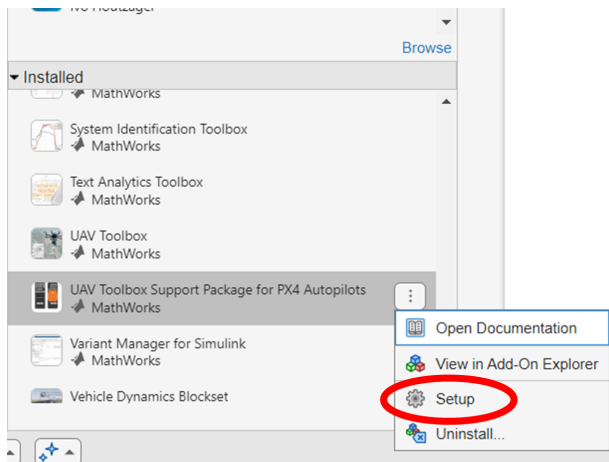 Browse
Installed
MathWorks
System Identification Toolbox
MathWorks
Text Analytics Toolbox
MathWorks
UAV Toolbox
MathWorks
UAV Toolbox Support Package for PX4 Autopilots
MathWorks
Open Documentation
Variant Manager for Simulink
MathWorks
View in Add-On Explorer
Vehicle Dynamics Blockset
Setup
Uninstall...